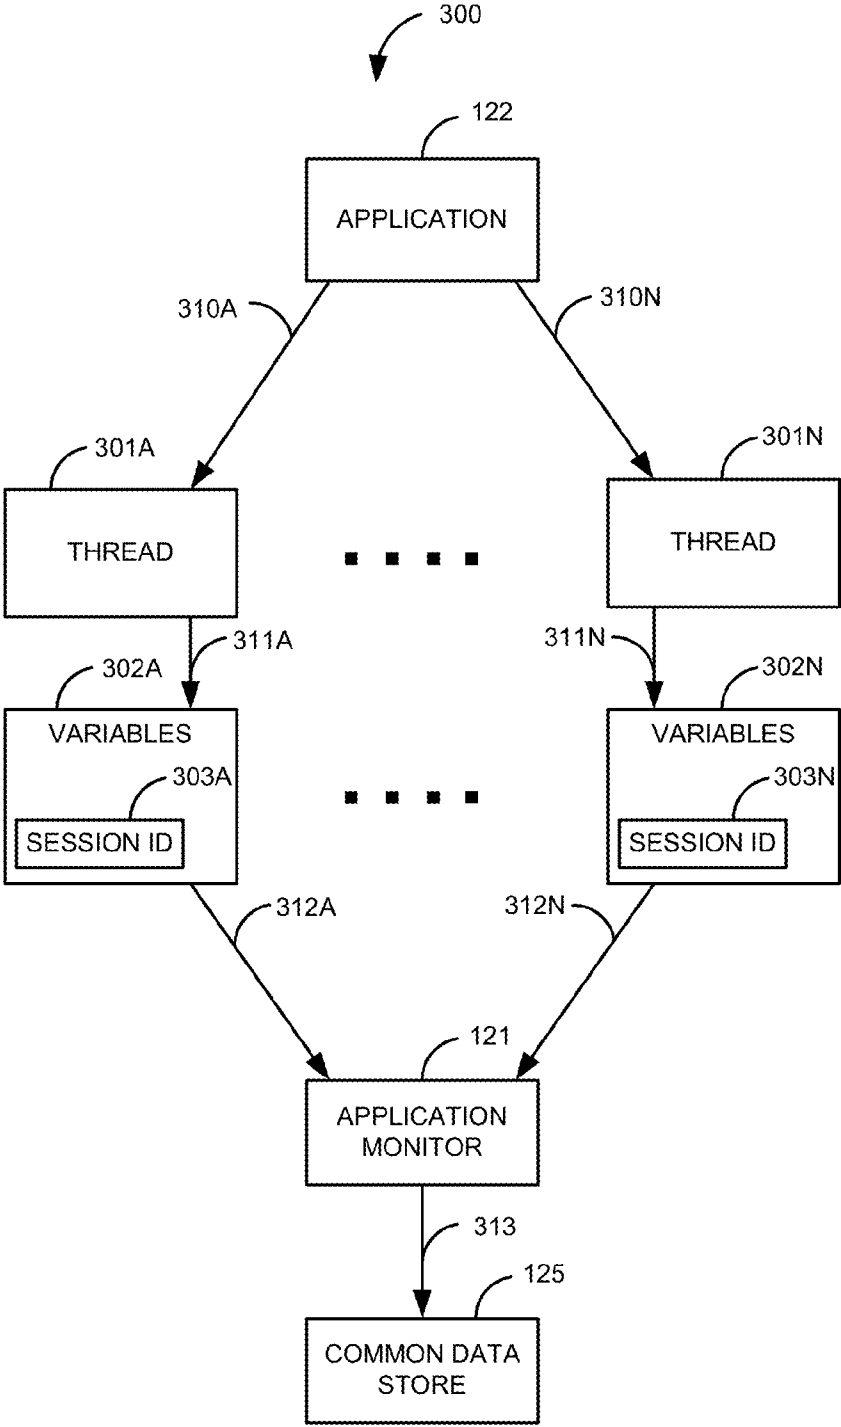 300
122
APPLICATION
310A
310N
301A
301N
THREAD
THREAD
311A
311N
302A
302N
VARIABLES
VARIABLES
303A
303N
SESSION ID
SESSION ID
312A
312N
121
APPLICATION
MONITOR
313
125
COMMON DATA
STORE